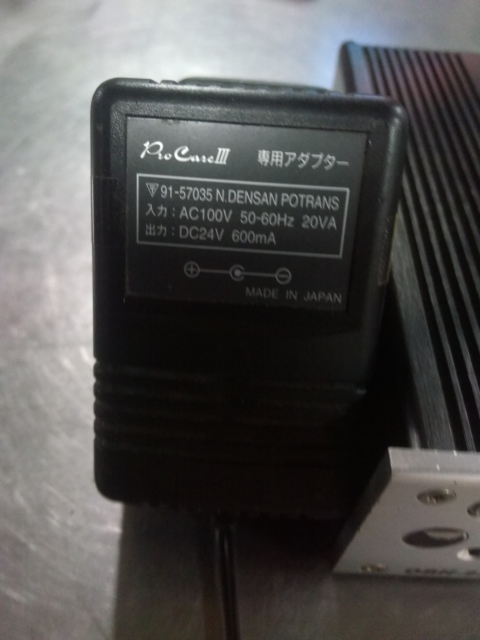 ProCareIII 専用アダプター
91-57035 N.DENSAN POTRANS
入力：AC100V 50-60Hz 20VA
出力：DC24V 600mA
MADE IN JAPAN